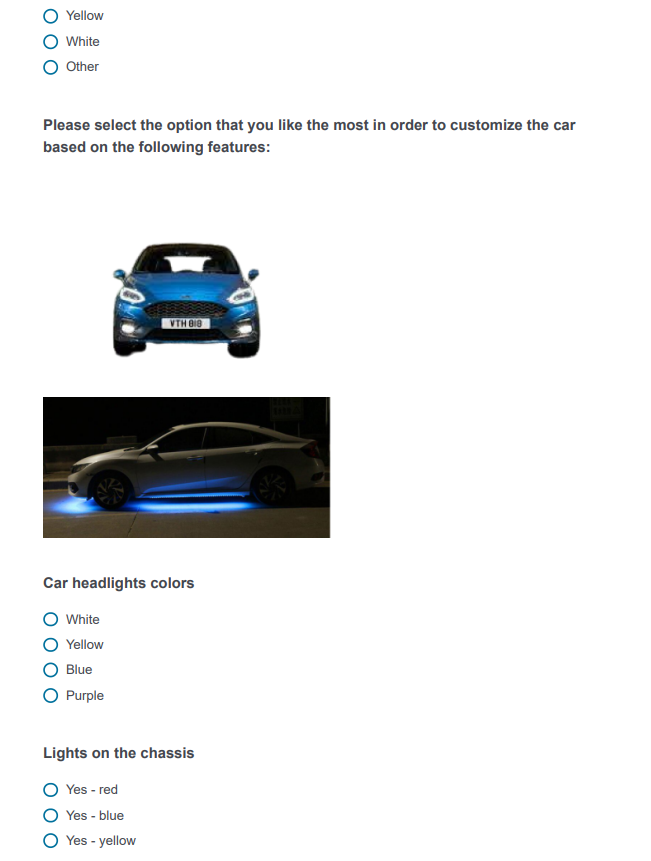 Yellow
White
Other
Please select the option that you like the most in order to customize the car
based on the following features:
VTH 818
Car headlights colors
White
Yellow
Blue
Purple
Lights on the chassis
Yes - red
Yes - blue
Yes - yellow